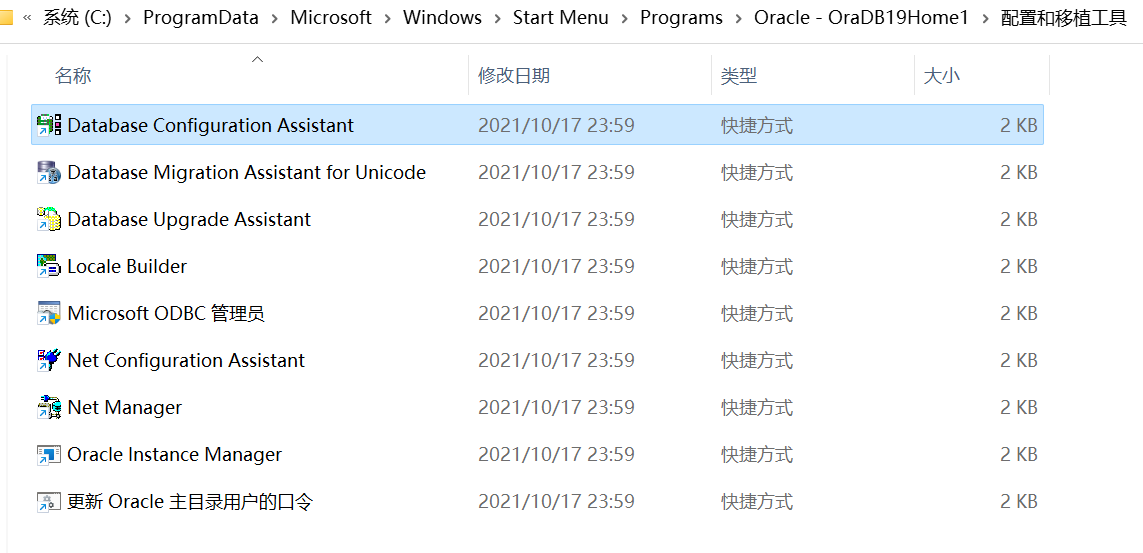 « 系统 (C:) › ProgramData › Microsoft › Windows › Start Menu › Programs › Oracle - OraDB19Home1 › 配置和移植工具
名称 修改日期 类型 大小
Database Configuration Assistant 2021/10/17 23:59 快捷方式 2 KB
Database Migration Assistant for Unicode 2021/10/17 23:59 快捷方式 2 KB
Database Upgrade Assistant 2021/10/17 23:59 快捷方式 2 KB
Locale Builder 2021/10/17 23:59 快捷方式 2 KB
Microsoft ODBC 管理员 2021/10/17 23:59 快捷方式 2 KB
Net Configuration Assistant 2021/10/17 23:59 快捷方式 2 KB
Net Manager 2021/10/17 23:59 快捷方式 2 KB
Oracle Instance Manager 2021/10/17 23:59 快捷方式 2 KB
更新 Oracle 主目录用户的口令 2021/10/17 23:59 快捷方式 2 KB